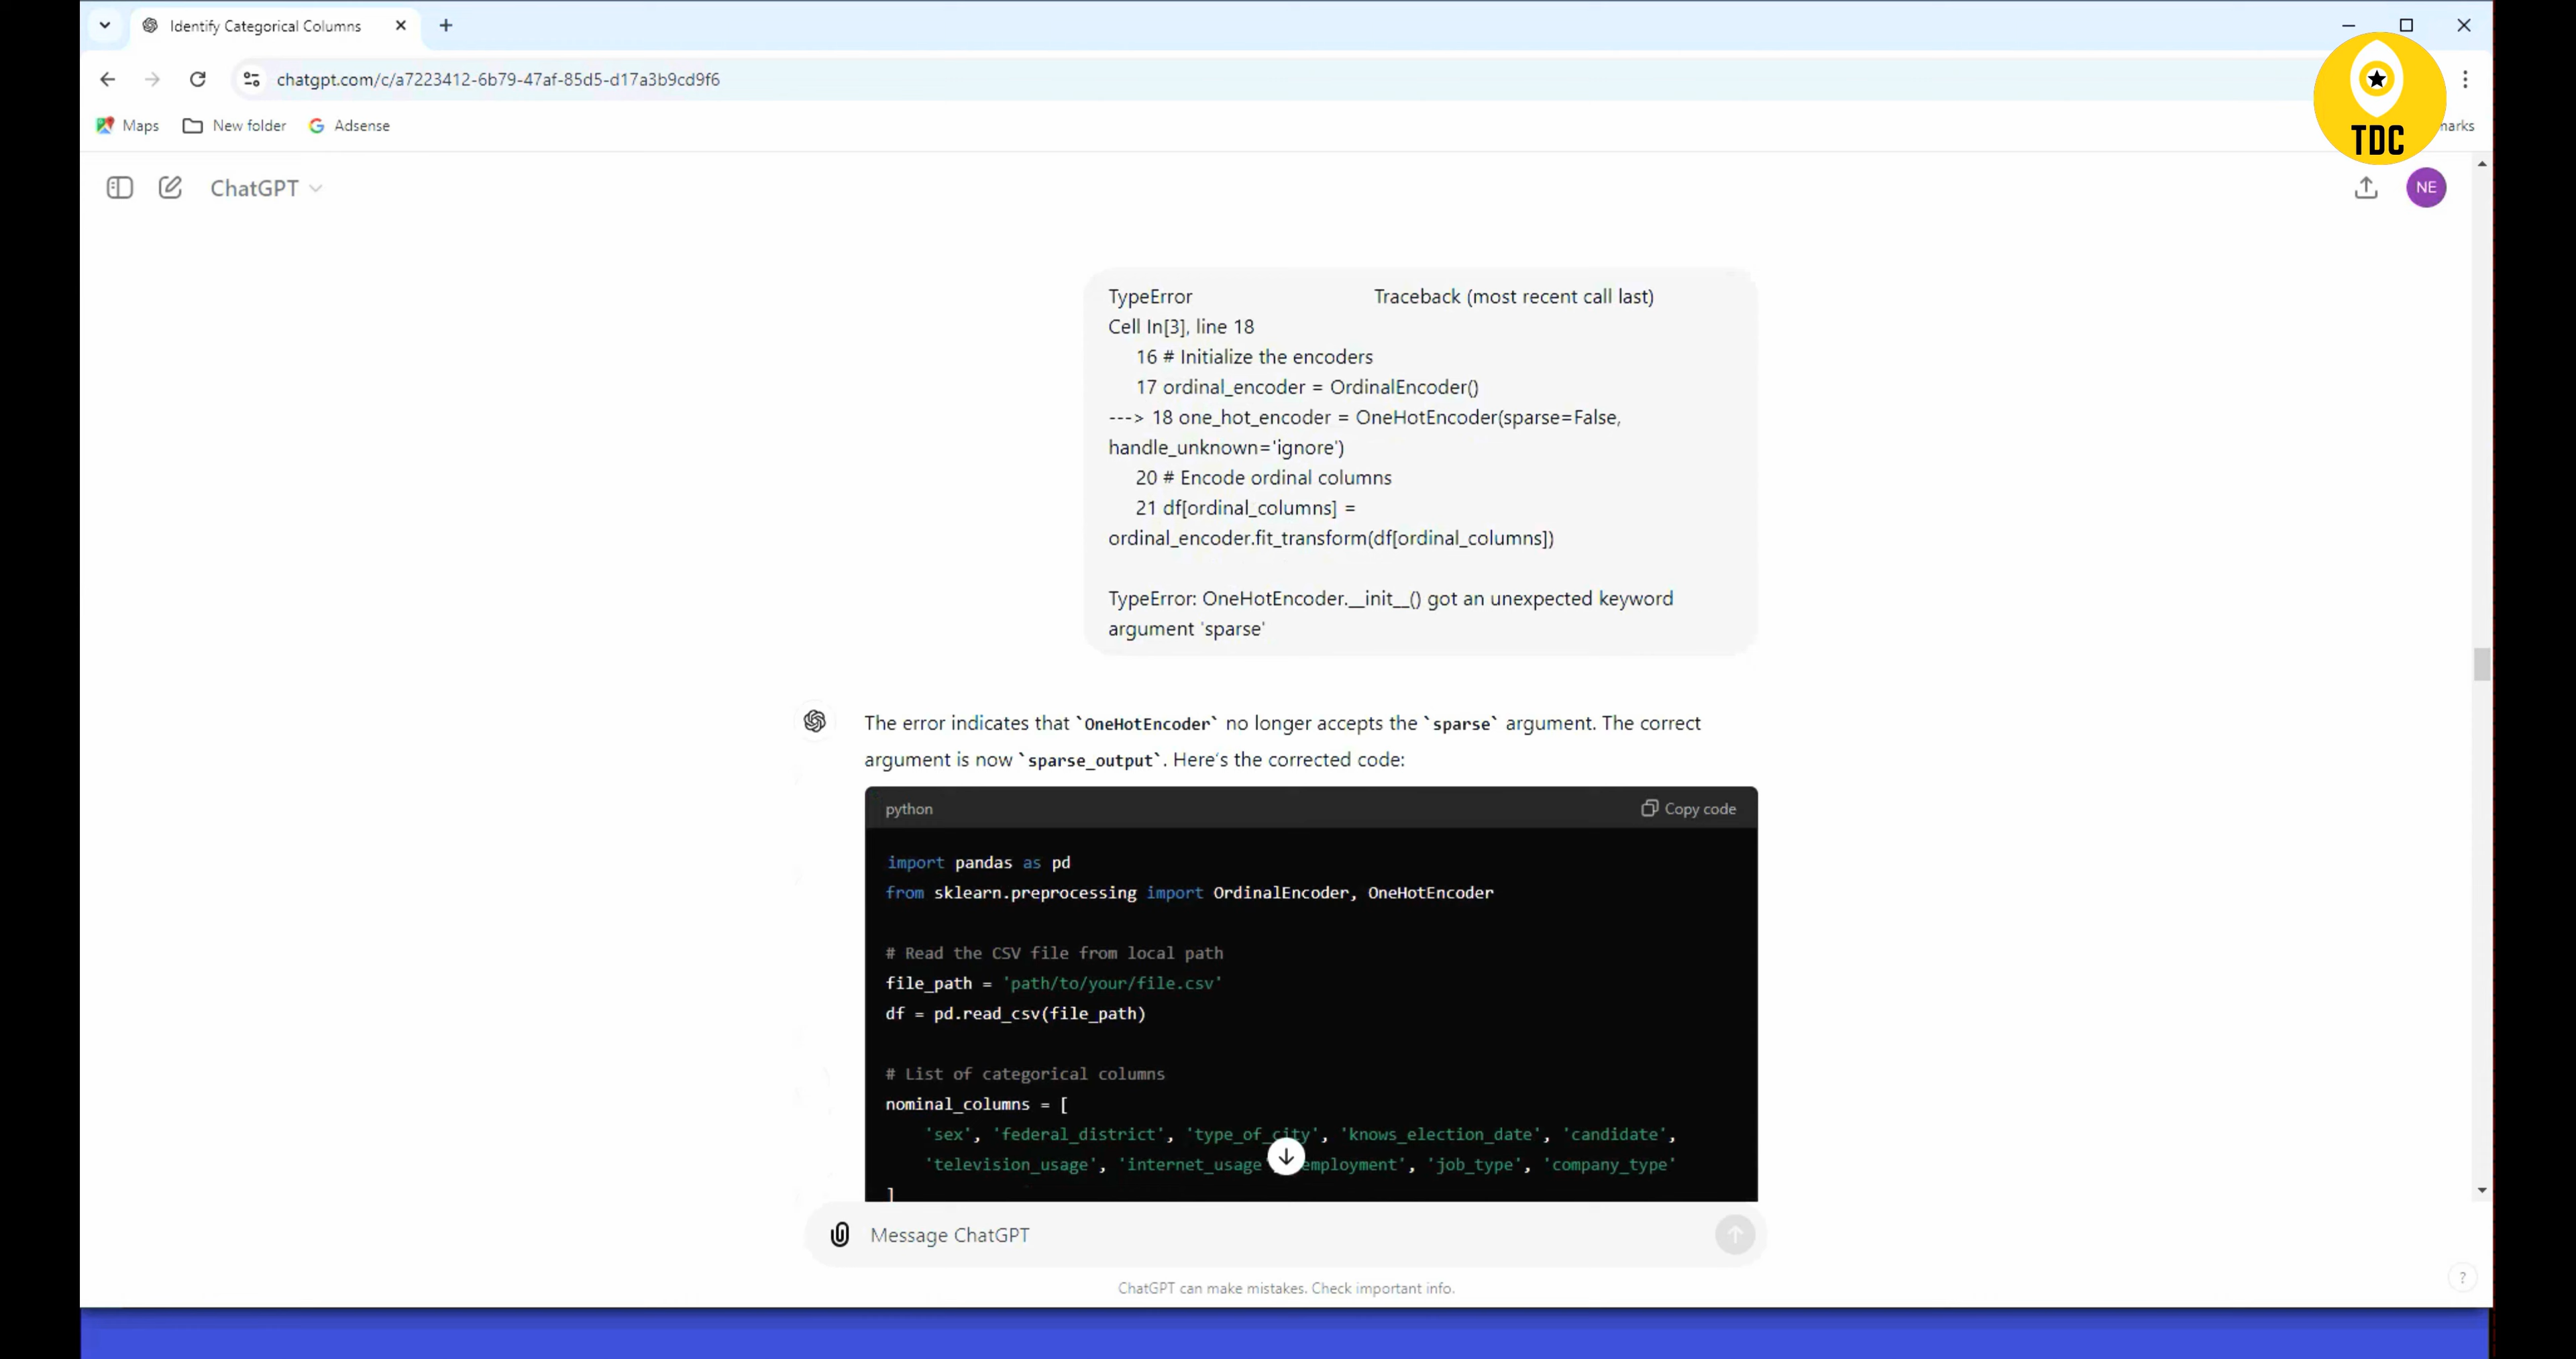 Identify Categorical Columns
chatgpt.com/c/a7223412-6b79-47af-85d5-d17a3b9cd9f6
Maps New folder Adsense
TDC
ChatGPT
NE
TypeError Traceback (most recent call last)
Cell In[3], line 18
16 # Initialize the encoders
17 ordinal_encoder = OrdinalEncoder()
---> 18 one_hot_encoder = OneHotEncoder(sparse=False,
handle_unknown='ignore')
20 # Encode ordinal columns
21 df[ordinal_columns] =
ordinal_encoder.fit_transform(df[ordinal_columns])
TypeError: OneHotEncoder.__init__() got an unexpected keyword
argument 'sparse'
The error indicates that `OneHotEncoder` no longer accepts the `sparse` argument. The correct
argument is now `sparse_output`. Here's the corrected code:
python Copy code
import pandas as pd
from sklearn.preprocessing import OrdinalEncoder, OneHotEncoder
# Read the CSV file from local path
file_path = 'path/to/your/file.csv'
df = pd.read_csv(file_path)
# List of categorical columns
nominal_columns = [
'sex', 'federal_district', 'type_of_city', 'knows_election_date', 'candidate',
'television_usage', 'internet_usage employment', 'job_type', 'company_type'
]
Message ChatGPT
ChatGPT can make mistakes. Check important info.
?